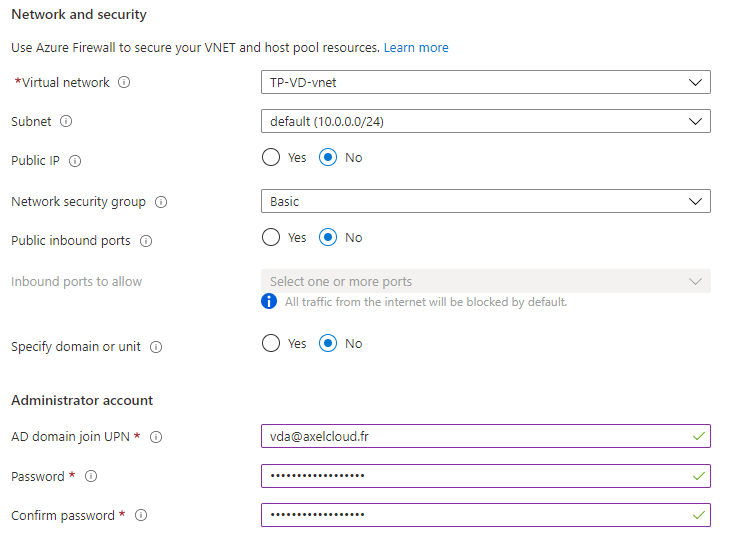 Network and security
Use Azure Firewall to secure your VNET and host pool resources. Learn more
*Virtual network TP-VD-vnet
Subnet default (10.0.0.0/24)
Public IP Yes No
Network security group Basic
Public inbound ports Yes No
Inbound ports to allow Select one or more ports
All traffic from the internet will be blocked by default.
Specify domain or unit Yes No
Administrator account
AD domain join UPN * vda@axelcloud.fr
Password * ••••••••••••••••••
Confirm password * ••••••••••••••••••